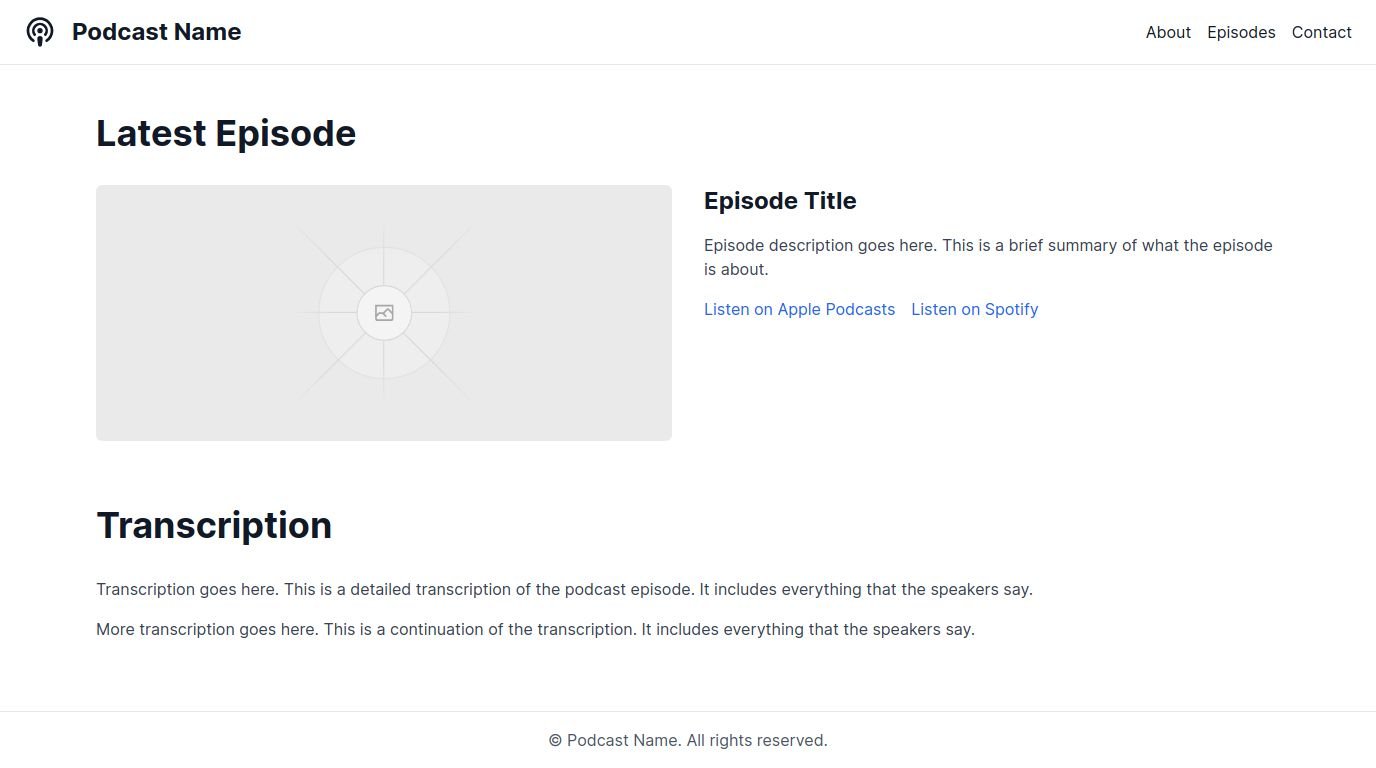 Podcast Name
About Episodes Contact
Latest Episode
Episode Title
Episode description goes here. This is a brief summary of what the episode
is about.
Listen on Apple Podcasts Listen on Spotify
Transcription
Transcription goes here. This is a detailed transcription of the podcast episode. It includes everything that the speakers say.
More transcription goes here. This is a continuation of the transcription. It includes everything that the speakers say.
© Podcast Name. All rights reserved.